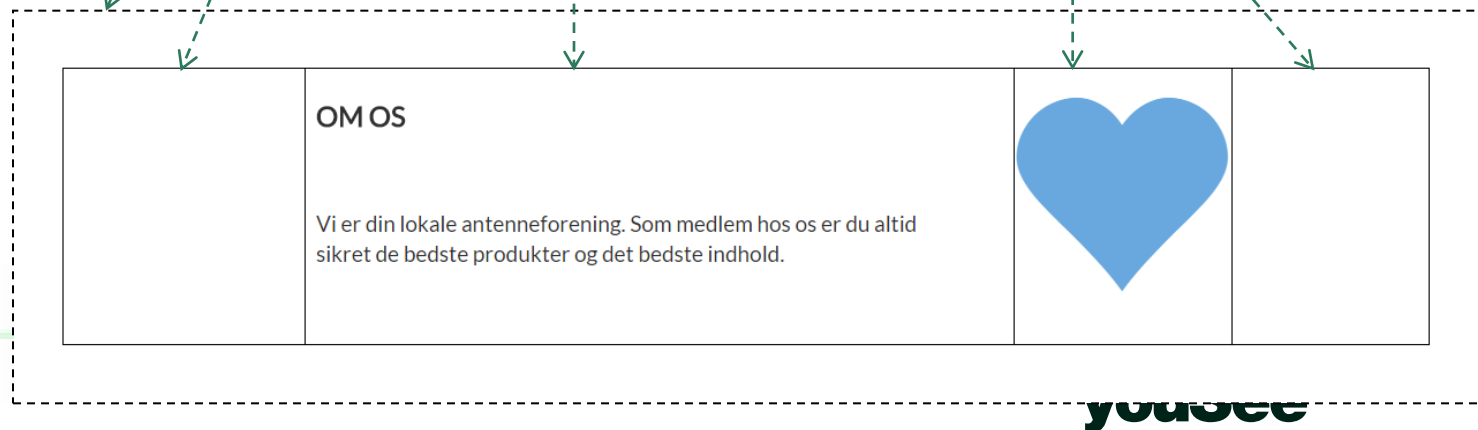 OM OS
Vi er din lokale antenneforening. Som medlem hos os er du altid
sikret de bedste produkter og det bedste indhold.
youSee